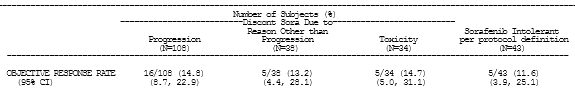 Number of Subjects (%)
Discont Sora Due to
Reason Other than
Progression Progression Toxicity Sorafenib Intolerant per protocol definition
(N=108) (N=38) (N=34) (N=43)
OBJECTIVE RESPONSE RATE 16/108 (14.8) 5/38 (13.2) 5/34 (14.7) 5/43 (11.6)
(95% CI) (8.7, 22.9) (4.4, 28.1) (5.0, 31.1) (3.9, 25.1)